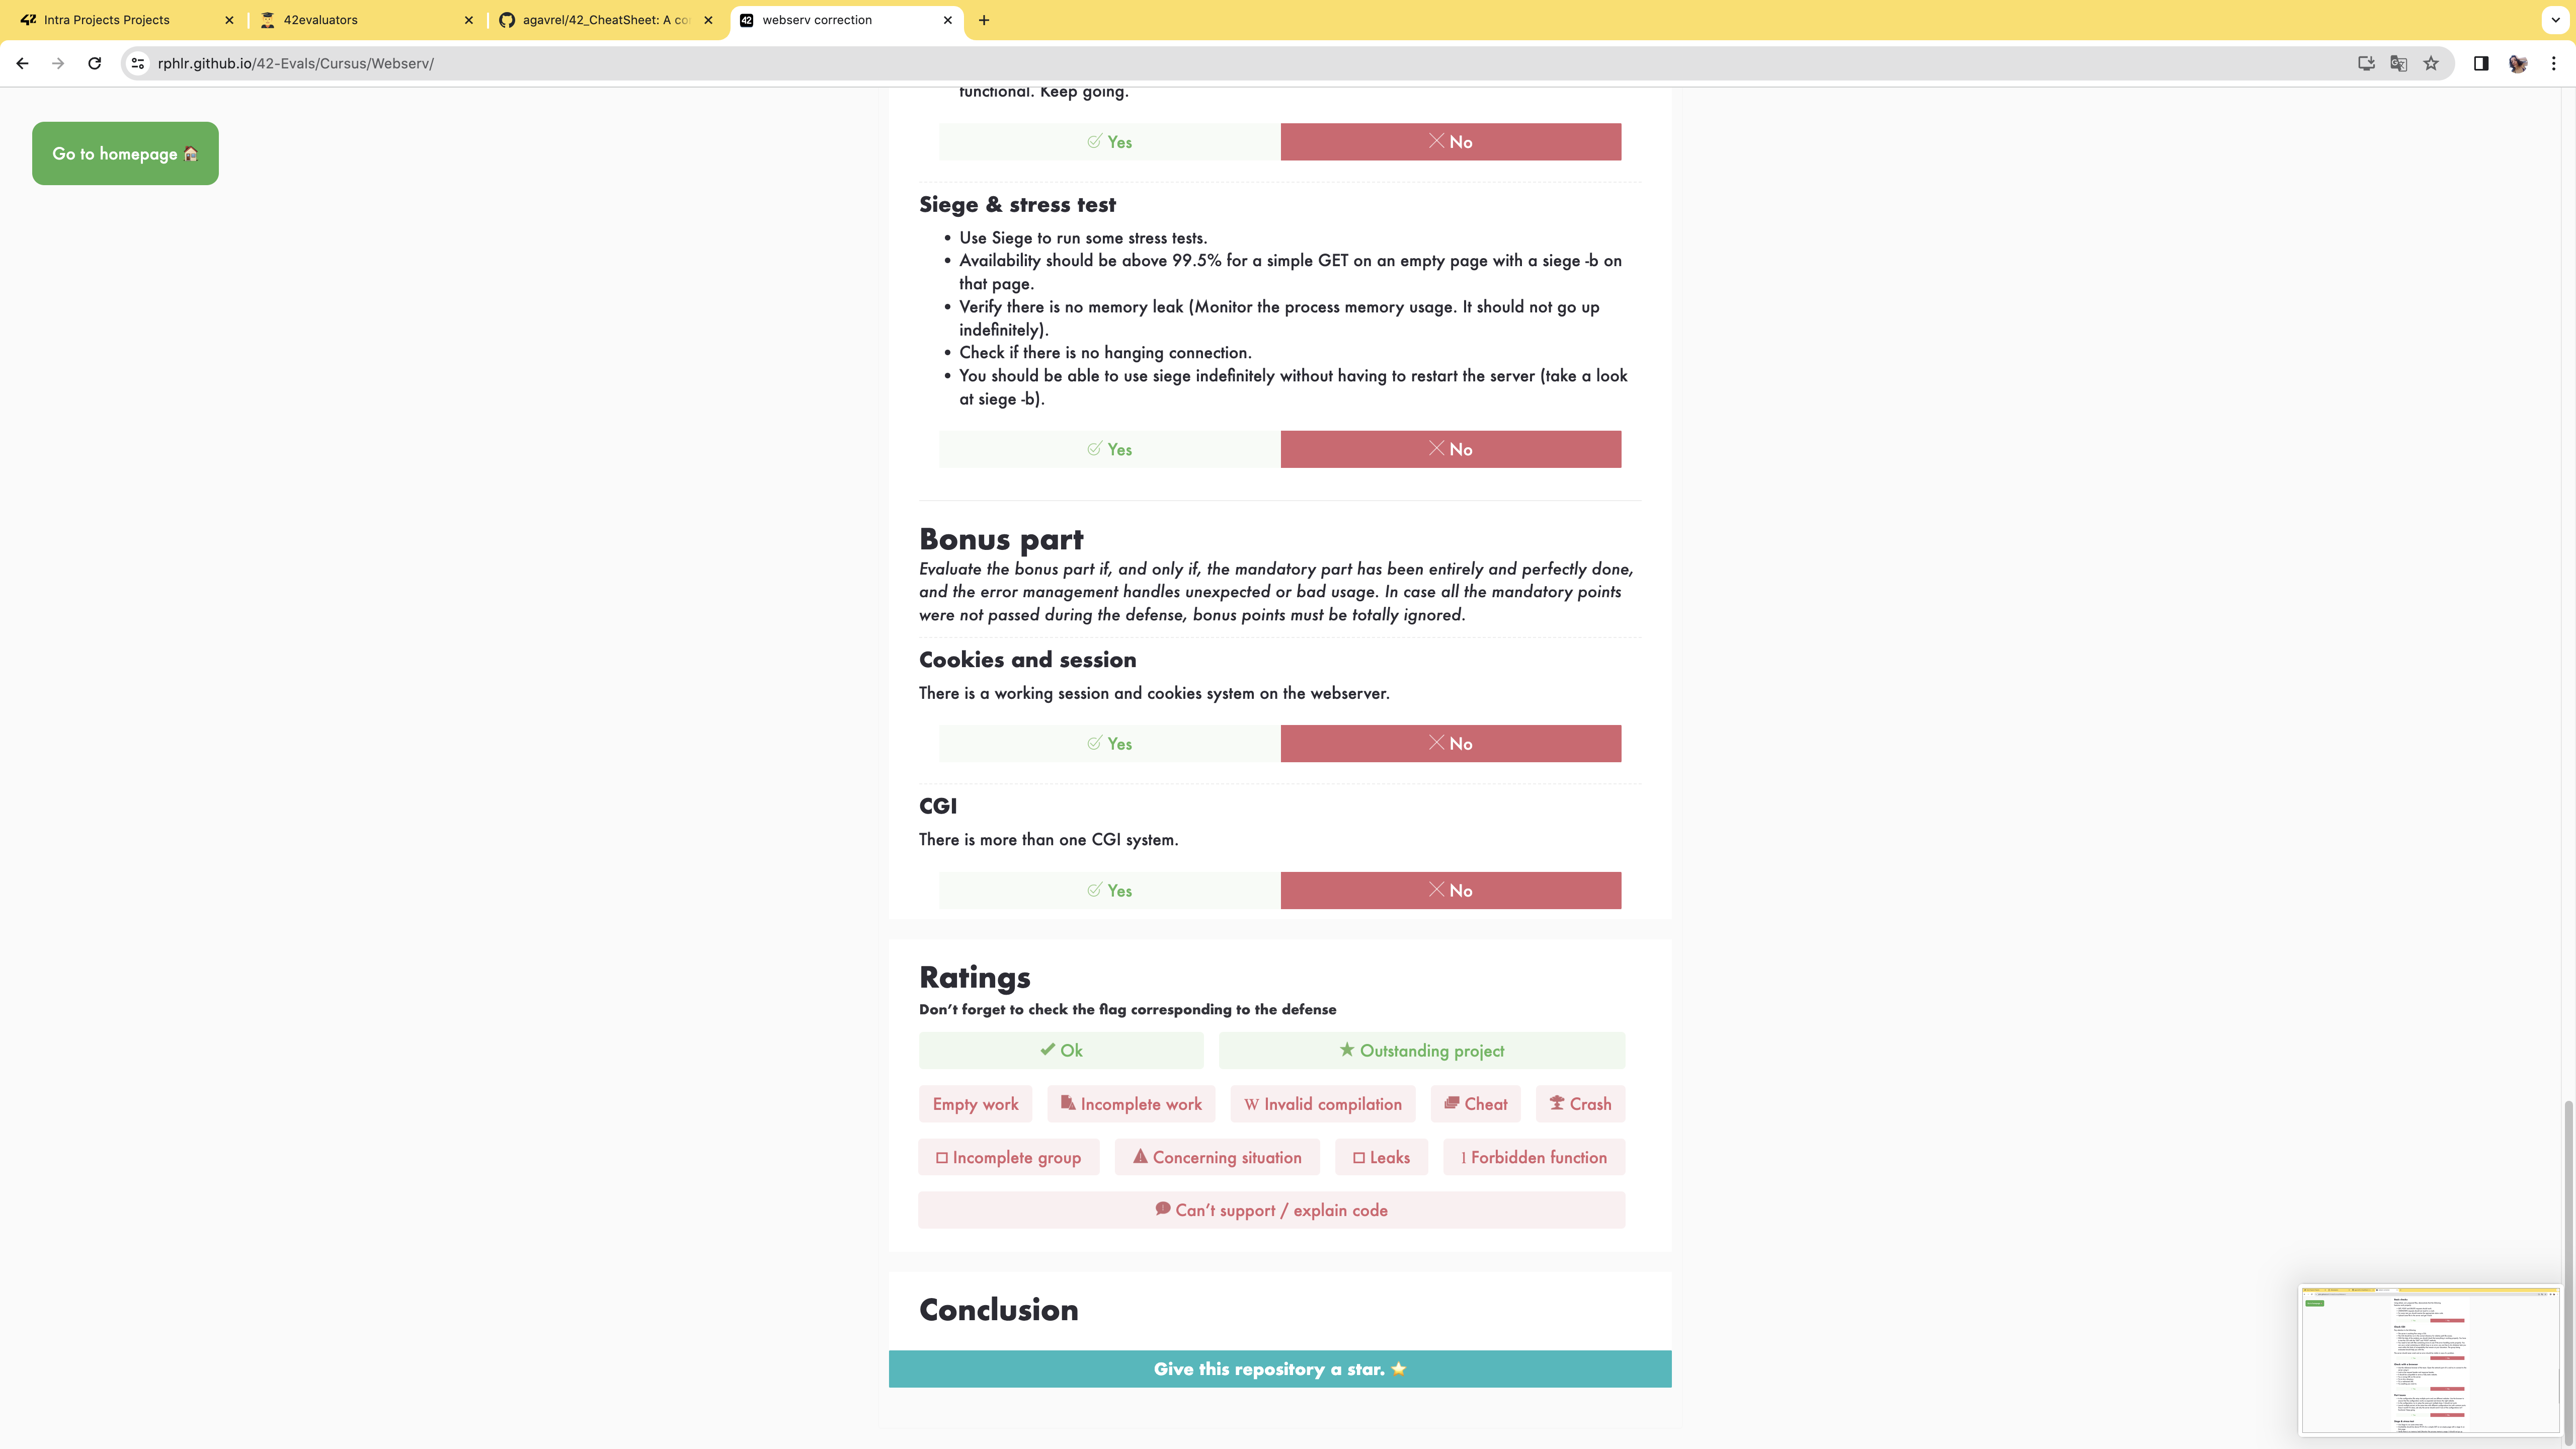 Intra Projects Projects
42evaluators
agavrel/42_CheatSheet: A co
webserv correction
rphlr.github.io/42-Evals/Cursus/Webserv/
Go to homepage
functional. Keep going.
Yes
No
Siege & stress test
• Use Siege to run some stress tests.
• Availability should be above 99.5% for a simple GET on an empty page with a siege -b on
that page.
• Verify there is no memory leak (Monitor the process memory usage. It should not go up
indefinitely).
• Check if there is no hanging connection.
• You should be able to use siege indefinitely without having to restart the server (take a look
at siege -b).
Yes
No
Bonus part
Evaluate the bonus part if, and only if, the mandatory part has been entirely and perfectly done,
and the error management handles unexpected or bad usage. In case all the mandatory points
were not passed during the defense, bonus points must be totally ignored.
Cookies and session
There is a working session and cookies system on the webserver.
Yes
No
CGI
There is more than one CGI system.
Yes
No
Ratings
Don't forget to check the flag corresponding to the defense
Ok
Outstanding project
Empty work
Incomplete work
W Invalid compilation
Cheat
Crash
Incomplete group
Concerning situation
Leaks
l Forbidden function
Can't support / explain code
Conclusion
Give this repository a star. ⭐